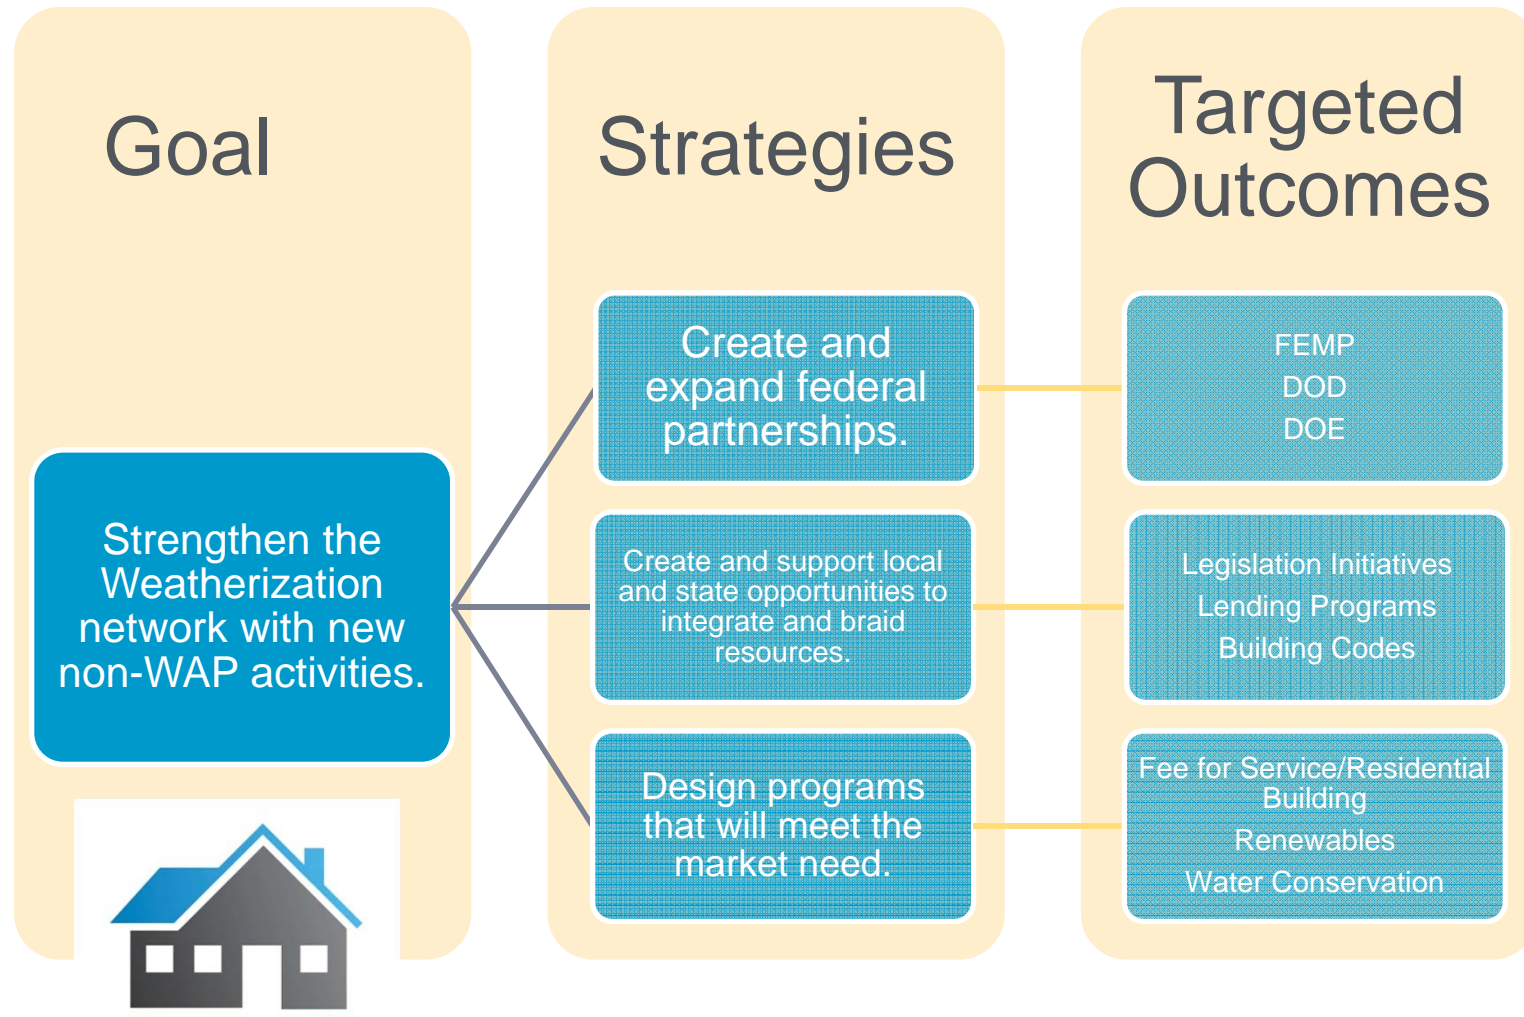 Goal
Strategies
Targeted
Outcomes
Strengthen the
Weatherization
network with new
non-WAP activities.
Create and
expand federal
partnerships.
FEMP
DOD
DOE
Create and support local
and state opportunities to
integrate and braid
resources.
Legislation Initiatives
Lending Programs
Building Codes
Design programs
that will meet the
market need.
Fee for Service/Residential
Building
Renewables
Water Conservation